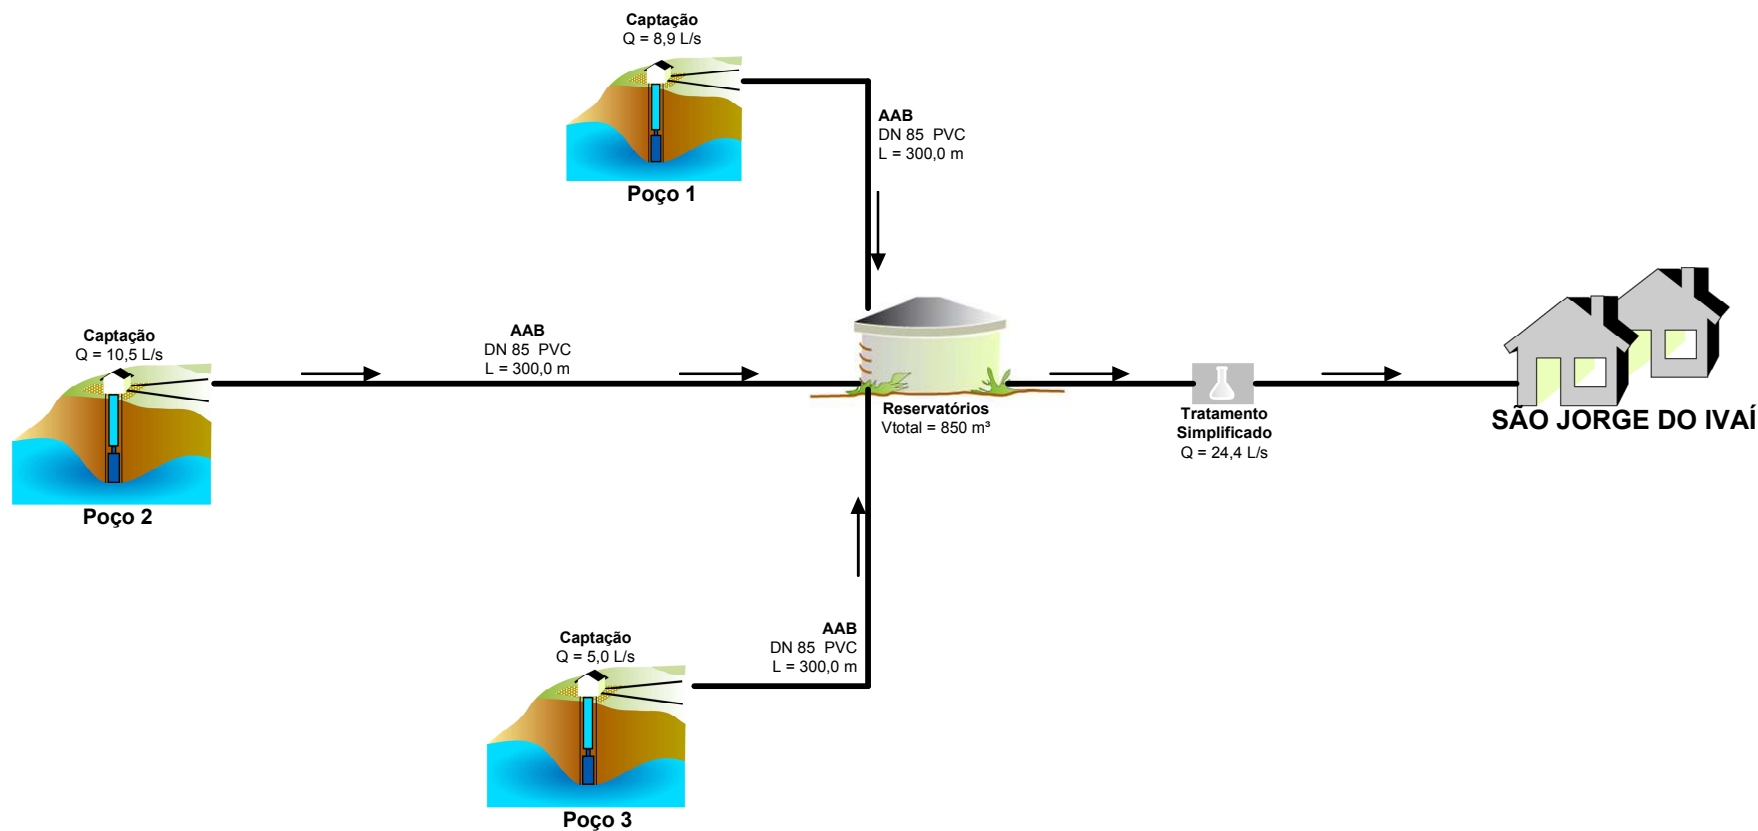 Captação
Q = 8,9 L/s
AAB
DN 85  PVC
L = 300,0 m
Poço 1
Captação
Q = 10,5 L/s
AAB
DN 85  PVC
L = 300,0 m
Poço 2
Reservatórios
Vtotal = 850 m³
Tratamento
Simplificado
Q = 24,4 L/s
SÃO JORGE DO IVAÍ
Captação
Q = 5,0 L/s
AAB
DN 85  PVC
L = 300,0 m
Poço 3